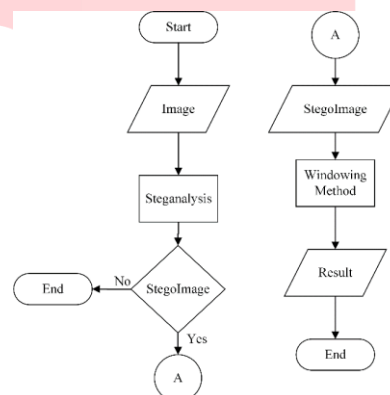 Start
Image
Steganalysis
StegoImage
No
End
Yes
A
A
StegoImage
Windowing
Method
Result
End